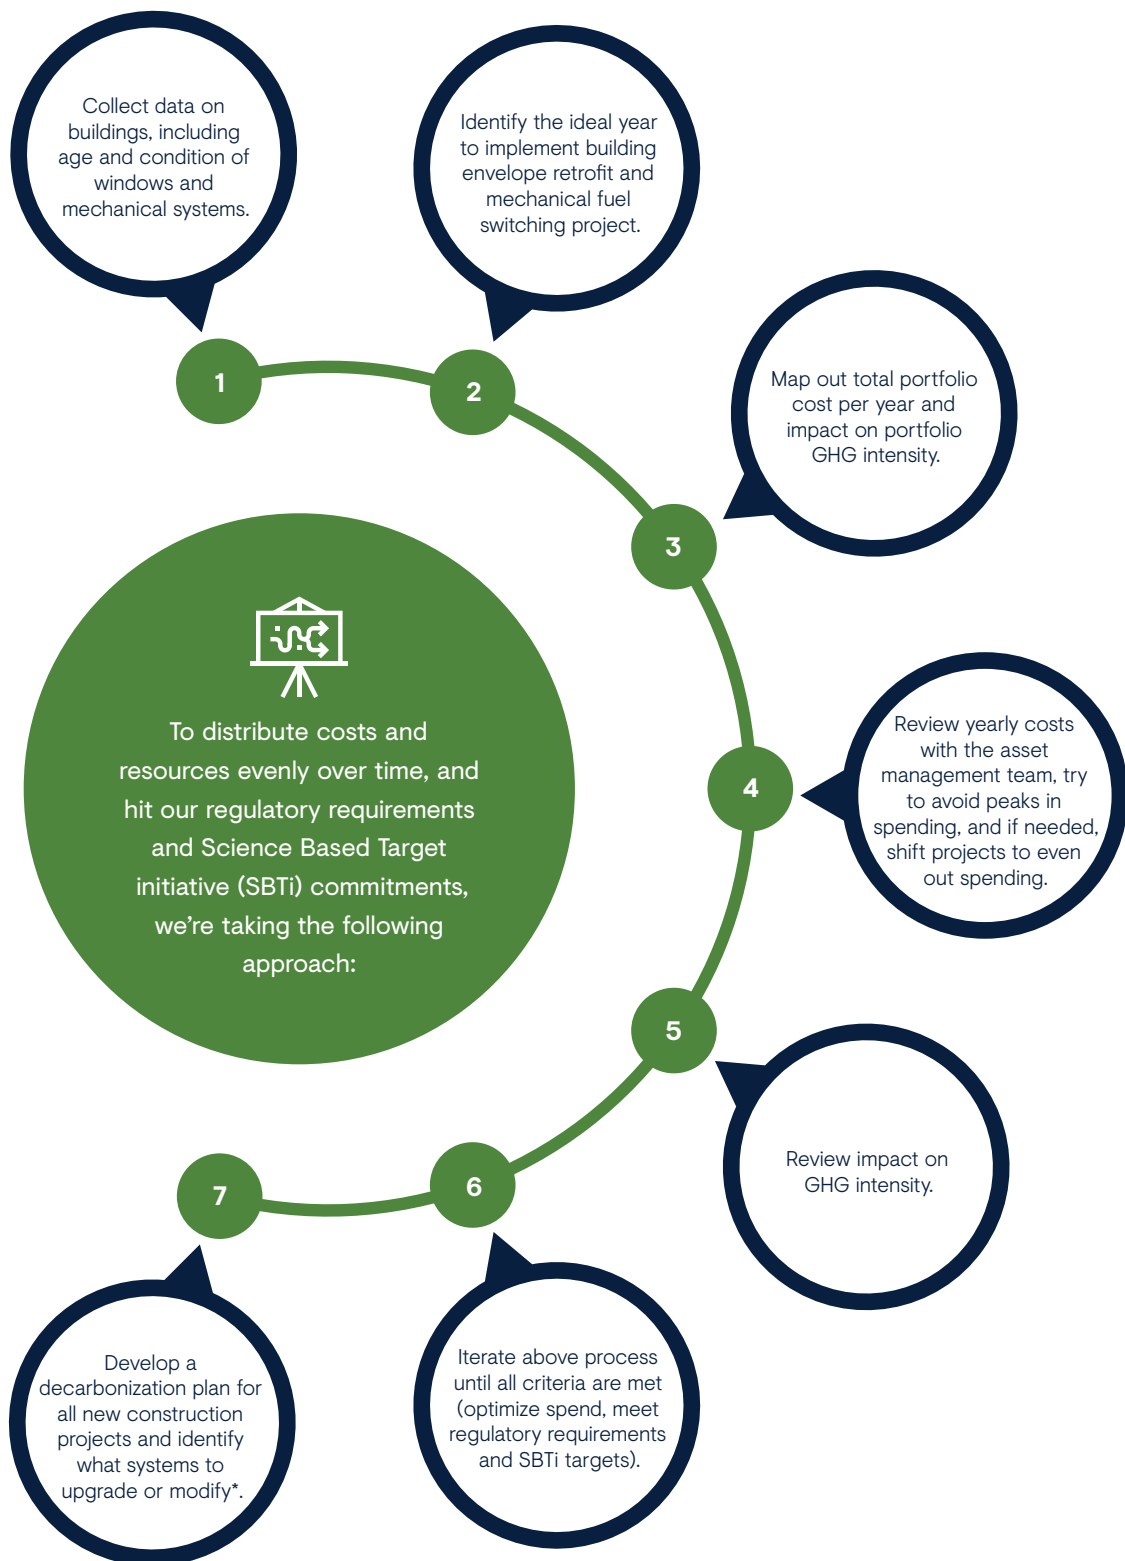 Collect data on
buildings, including
age and condition of
windows and
mechanical systems.
Identify the ideal year
to implement building
envelope retrofit and
mechanical fuel
switching project.
1
2
Map out total portfolio
cost per year and
impact on portfolio
GHG intensity.
3
To distribute costs and
resources evenly over time, and
hit our regulatory requirements
and Science Based Target
initiative (SBTi) commitments,
we’re taking the following
approach:
4
Review yearly costs
with the asset
management team, try
to avoid peaks in
spending, and if needed,
shift projects to even
out spending.
5
Review impact on
GHG intensity.
6
Iterate above process
until all criteria are met
(optimize spend, meet
regulatory requirements
and SBTi targets).
7
Develop a
decarbonization plan for
all new construction
projects and identify
what systems to
upgrade or modify*.